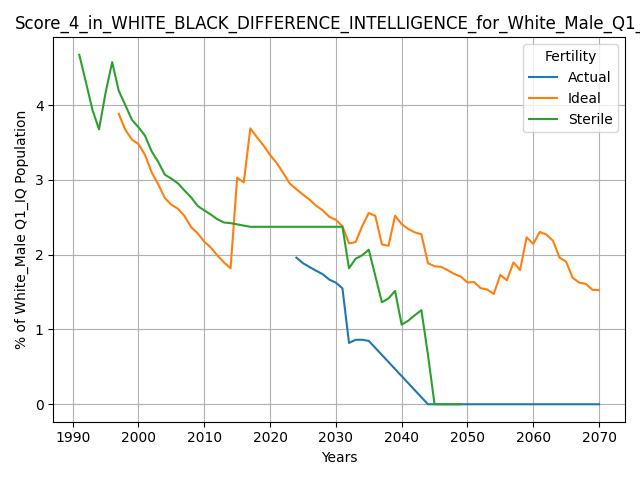 Score_4_in_WHITE_BLACK_DIFFERENCE_INTELLIGENCE_for_White_Male_Q1_
Fertility
Actual
Ideal
Sterile
% of White_Male Q1_IQ Population
4
3
2
1
0
1990 2000 2010 2020 2030 2040 2050 2060 2070
Years